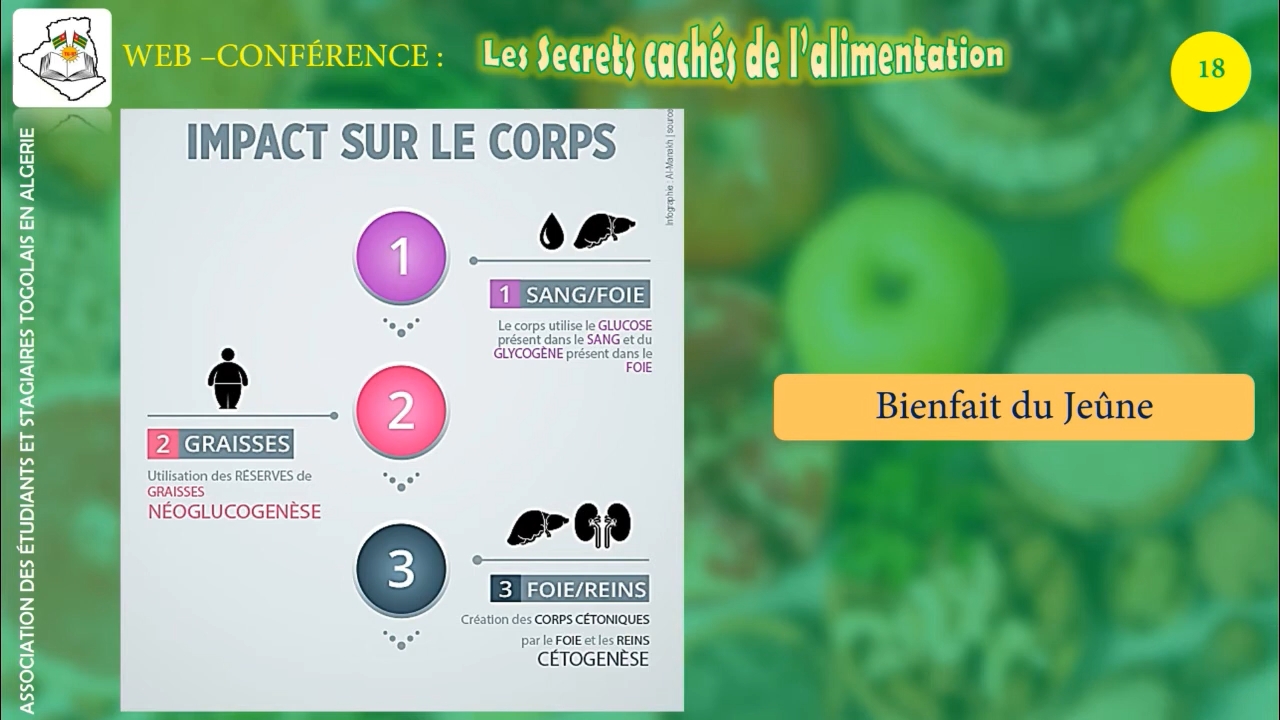 WEB –CONFÉRENCE :
Les Secrets cachés de l'alimentation
18
ASSOCIATION DES ÉTUDIANTS ET STAGIAIRES TOGOLAIS EN ALGERIE
IMPACT SUR LE CORPS
Infographie : Al-Manakh | source
1
1 SANG/FOIE
Le corps utilise le GLUCOSE
présent dans le SANG et du
GLYCOGÈNE présent dans le
FOIE
2
2 GRAISSES
Utilisation des RÉSERVES de
GRAISSES
NÉOGLUCOGENÈSE
3
3 FOIE/REINS
Création des CORPS CÉTONIQUES
par le FOIE et les REINS
CÉTOGENÈSE
Bienfait du Jeûne